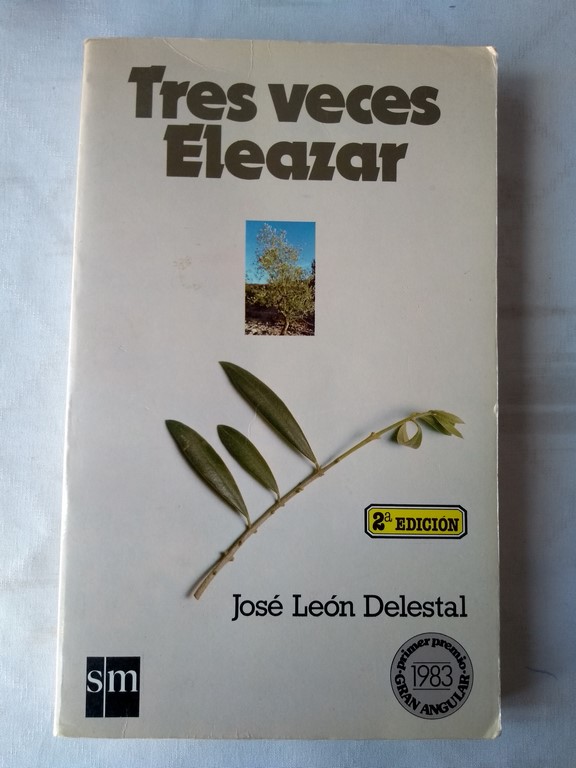 Tres veces
Eleazar
2ª EDICIÓN
José León Delestal
sm
primer premio
1983
GRAN ANGULAR